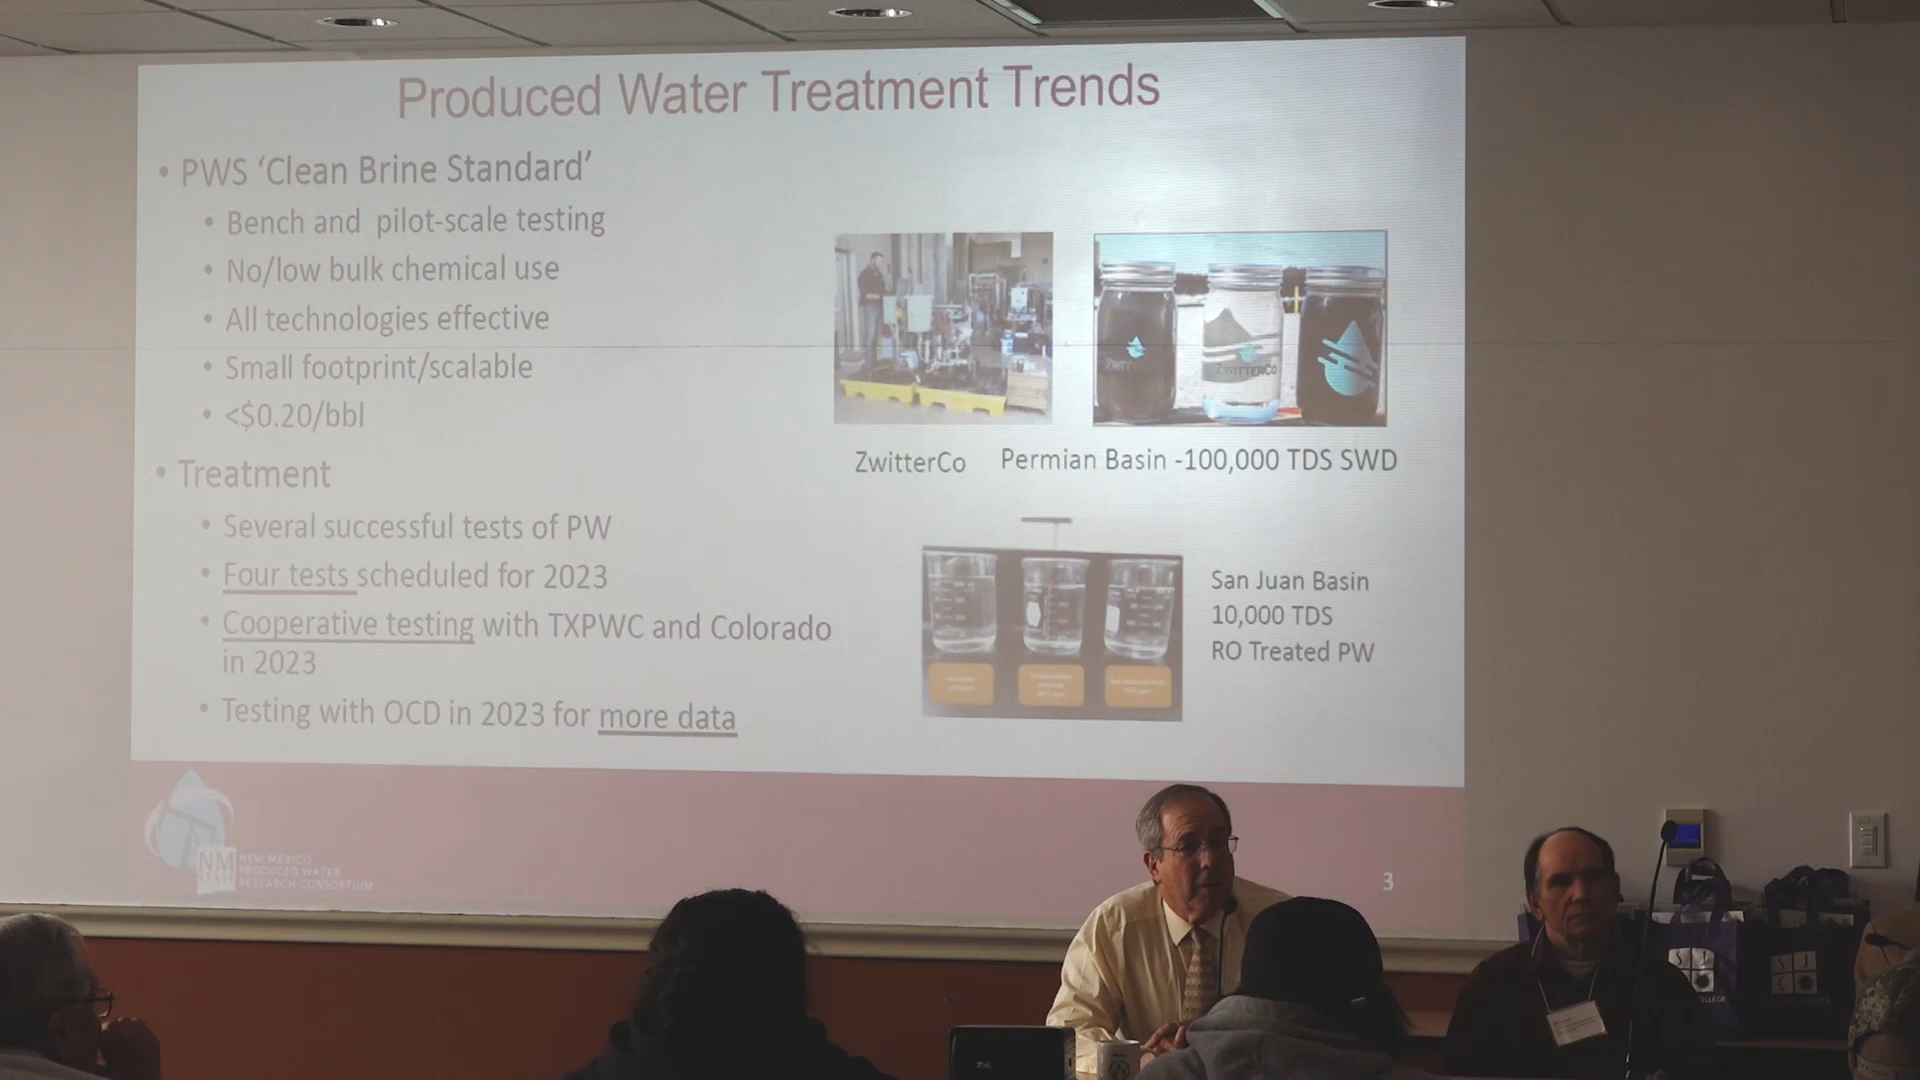 Produced Water Treatment Trends
• PWS ‘Clean Brine Standard’
• Bench and pilot-scale testing
• No/low bulk chemical use
• All technologies effective
• Small footprint/scalable
• <$0.20/bbl
• Treatment
• Several successful tests of PW
• Four tests scheduled for 2023
• Cooperative testing with TXPWC and Colorado
in 2023
• Testing with OCD in 2023 for more data
ZWITTERCO
ZwitterCo
Permian Basin -100,000 TDS SWD
San Juan Basin
10,000 TDS
RO Treated PW
NM
STATE
NEW MEXICO
PRODUCED WATER
RESEARCH CONSORTIUM
3
S J
C